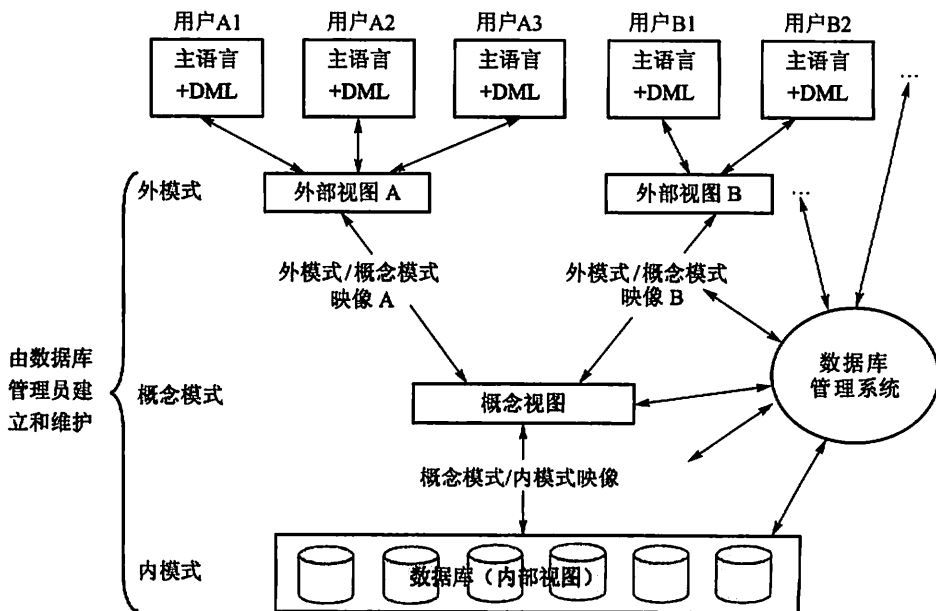 用户A1
用户A2
用户A3
用户B1
用户B2
主语言
+DML
主语言
+DML
主语言
+DML
主语言
+DML
主语言
+DML
...
外模式
外部视图 A
外部视图 B
...
外模式/概念模式
映像 A
外模式/概念模式
映像 B
由数据库
管理员建
立和维护
概念模式
概念视图
数据库
管理系统
概念模式/内模式映像
内模式
数据库（内部视图）